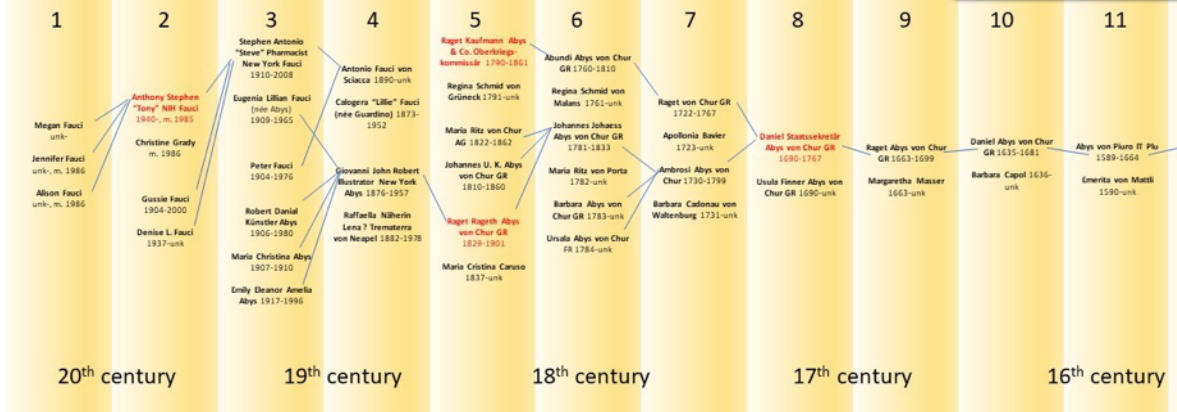 1
2
3
4
5
6
7
8
9
10
11
Megan Fauci
unk-
Jennifer Fauci
unk-, m. 1986
Alison Fauci
unk-, m. 1986
Anthony Stephen
"Tony" NIH Fauci
1940-, m. 1985
Christine Grady
m. 1986
Gussie Fauci
1904-2000
Denise L. Fauci
1937-unk
Stephen Antonio
"Steve" Pharmacist
New York Fauci
1910-2008
Eugenia Lillian Fauci
(née Abys)
1909-1965
Peter Fauci
1904-1976
Robert Danial
Künstler Abys
1906-1980
Maria Christina Abys
1907-1910
Emily Eleanor Amelia
Abys 1917-1996
Antonio Fauci von
Sciacca 1890-unk
Calogera "Lillie" Fauci
(née Guardino) 1873-
1952
Giovanni John Robert
Illustrator New York
Abys 1876-1957
Raffaella Näherin
Lena ? Trematerra
von Neapel 1882-1978
Raget Kaufmann Abys
& Co. Oberkriegs-
kommissär 1790-1861
Regina Schmid von
Grüneck 1791-unk
Maria Ritz von Chur
AG 1822-1862
Johannes U. K. Abys
von Chur GR
1810-1860
Raget Rageth Abys
von Chur GR
1829-1901
Maria Cristina Caruso
1837-unk
Abundi Abys von Chur
GR 1760-1810
Regina Schmid von
Malans 1761-unk
Johannes Johaess
Abys von Chur GR
1781-1833
Maria Ritz von Porta
1782-unk
Barbara Abys von
Chur GR 1783-unk
Ursala Abys von Chur
FR 1784-unk
Raget von Chur GR
1722-1767
Apollonia Bavier
1723-unk
Ambrosi Abys von
Chur 1730-1799
Barbara Cadonau von
Waltenburg 1731-unk
Daniel Staatssekretär
Abys von Chur GR
1690-1767
Usula Finner Abys von
Chur GR 1690-unk
Raget Abys von Chur
GR 1663-1699
Margaretha Masser
1663-unk
Daniel Abys von Chur
GR 1635-1681
Barbara Capol 1636-
unk
Abys von Piuro IT Plu
1589-1664
Emerita von Mattli
1590-unk
20th century
19th century
18th century
17th century
16th century